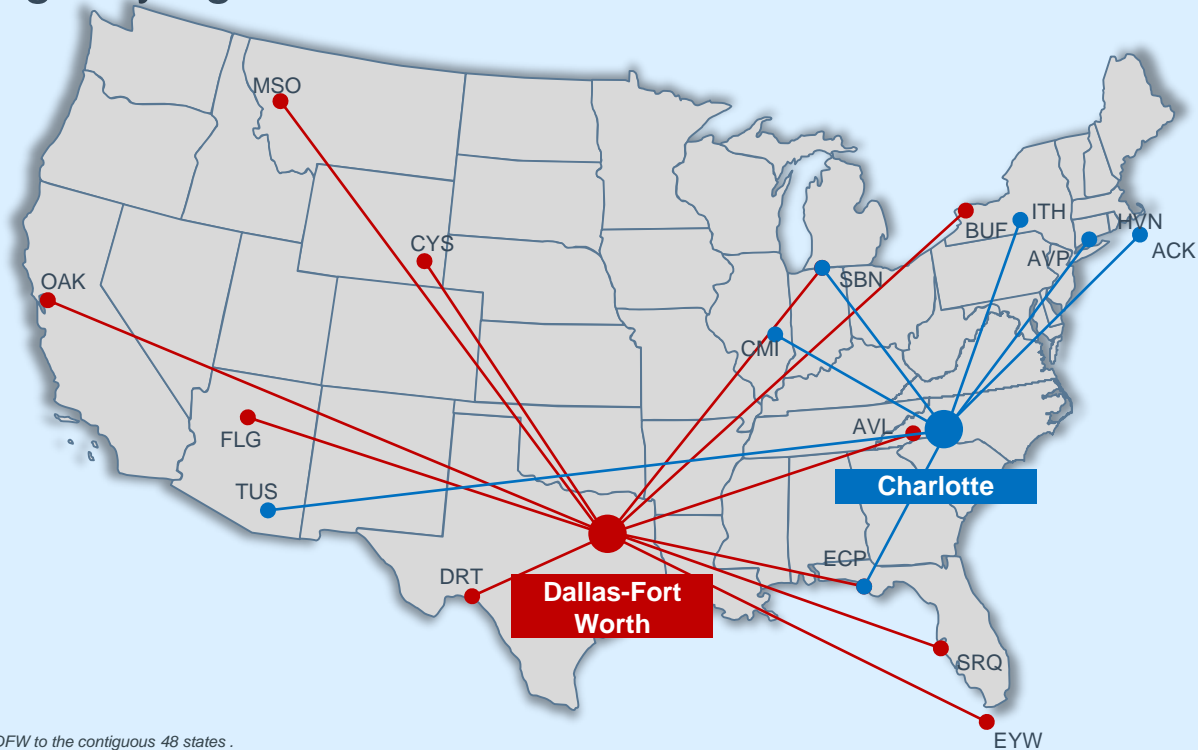 MSO
CYS
OAK
BUF
ITH
HVN
AVP
ACK
SBN
CMI
FLG
AVL
TUS
Charlotte
ECP
DRT
Dallas-Fort
Worth
SRQ
EYW
DFW to the contiguous 48 states .